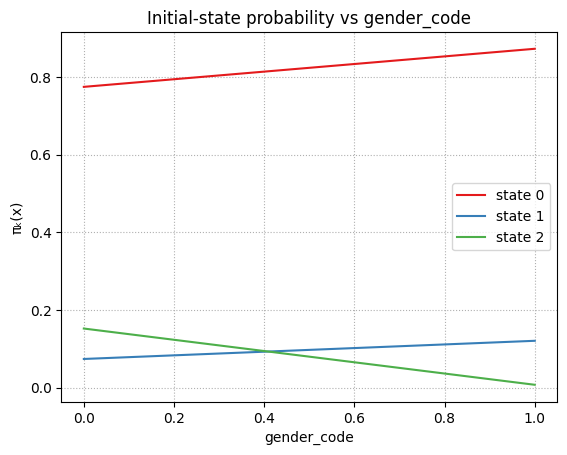 Initial-state probability vs gender_code
πₖ(x)
0.8
0.6
0.4
0.2
0.0
state 0
state 1
state 2
0.0 0.2 0.4 0.6 0.8 1.0
gender_code